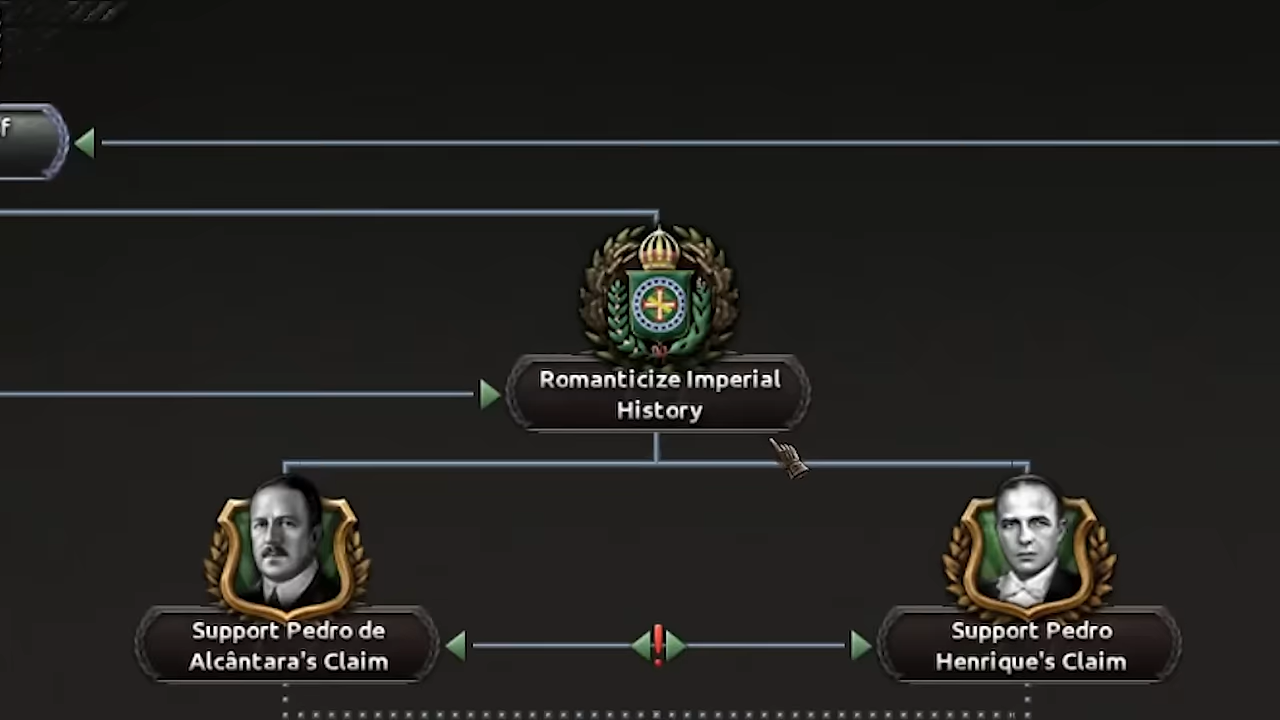 f
Romanticize Imperial
History
Support Pedro de
Alcântara's Claim
Support Pedro
Henrique's Claim